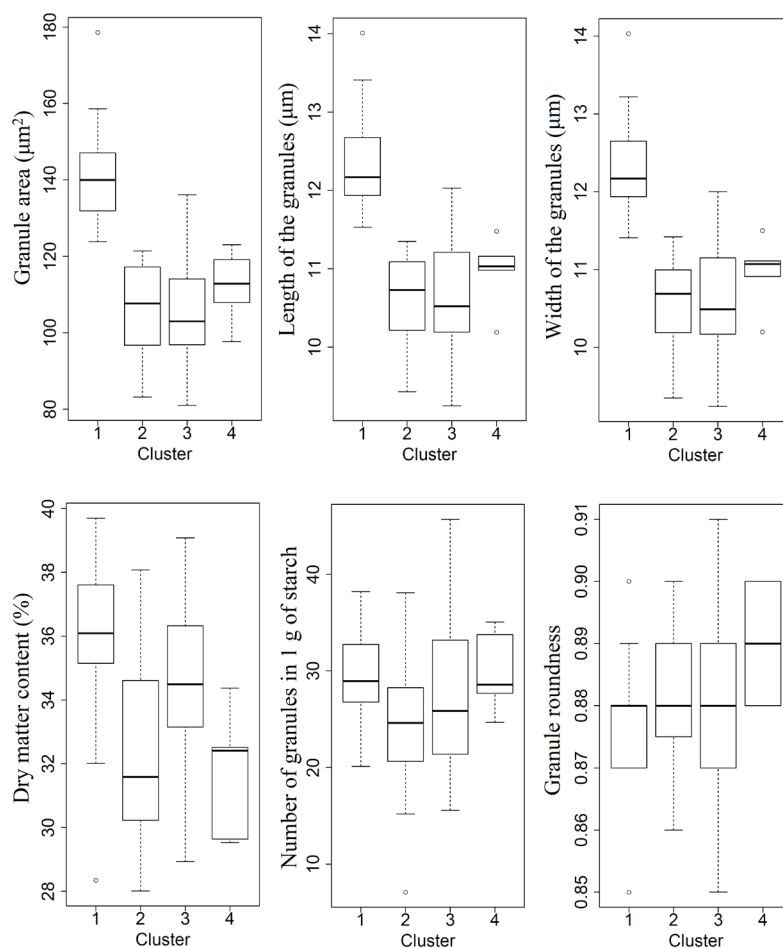 Granule area (µm²)
180
160
140
120
100
80
1 2 3 4
Cluster
Length of the granules (µm)
14
13
12
11
10
1 2 3 4
Cluster
Width of the granules (µm)
14
13
12
11
10
1 2 3 4
Cluster
Dry matter content (%)
40
38
36
34
32
30
28
1 2 3 4
Cluster
Number of granules in 1 g of starch
40
30
20
10
1 2 3 4
Cluster
Granule roundness
0.91
0.90
0.89
0.88
0.87
0.86
0.85
1 2 3 4
Cluster